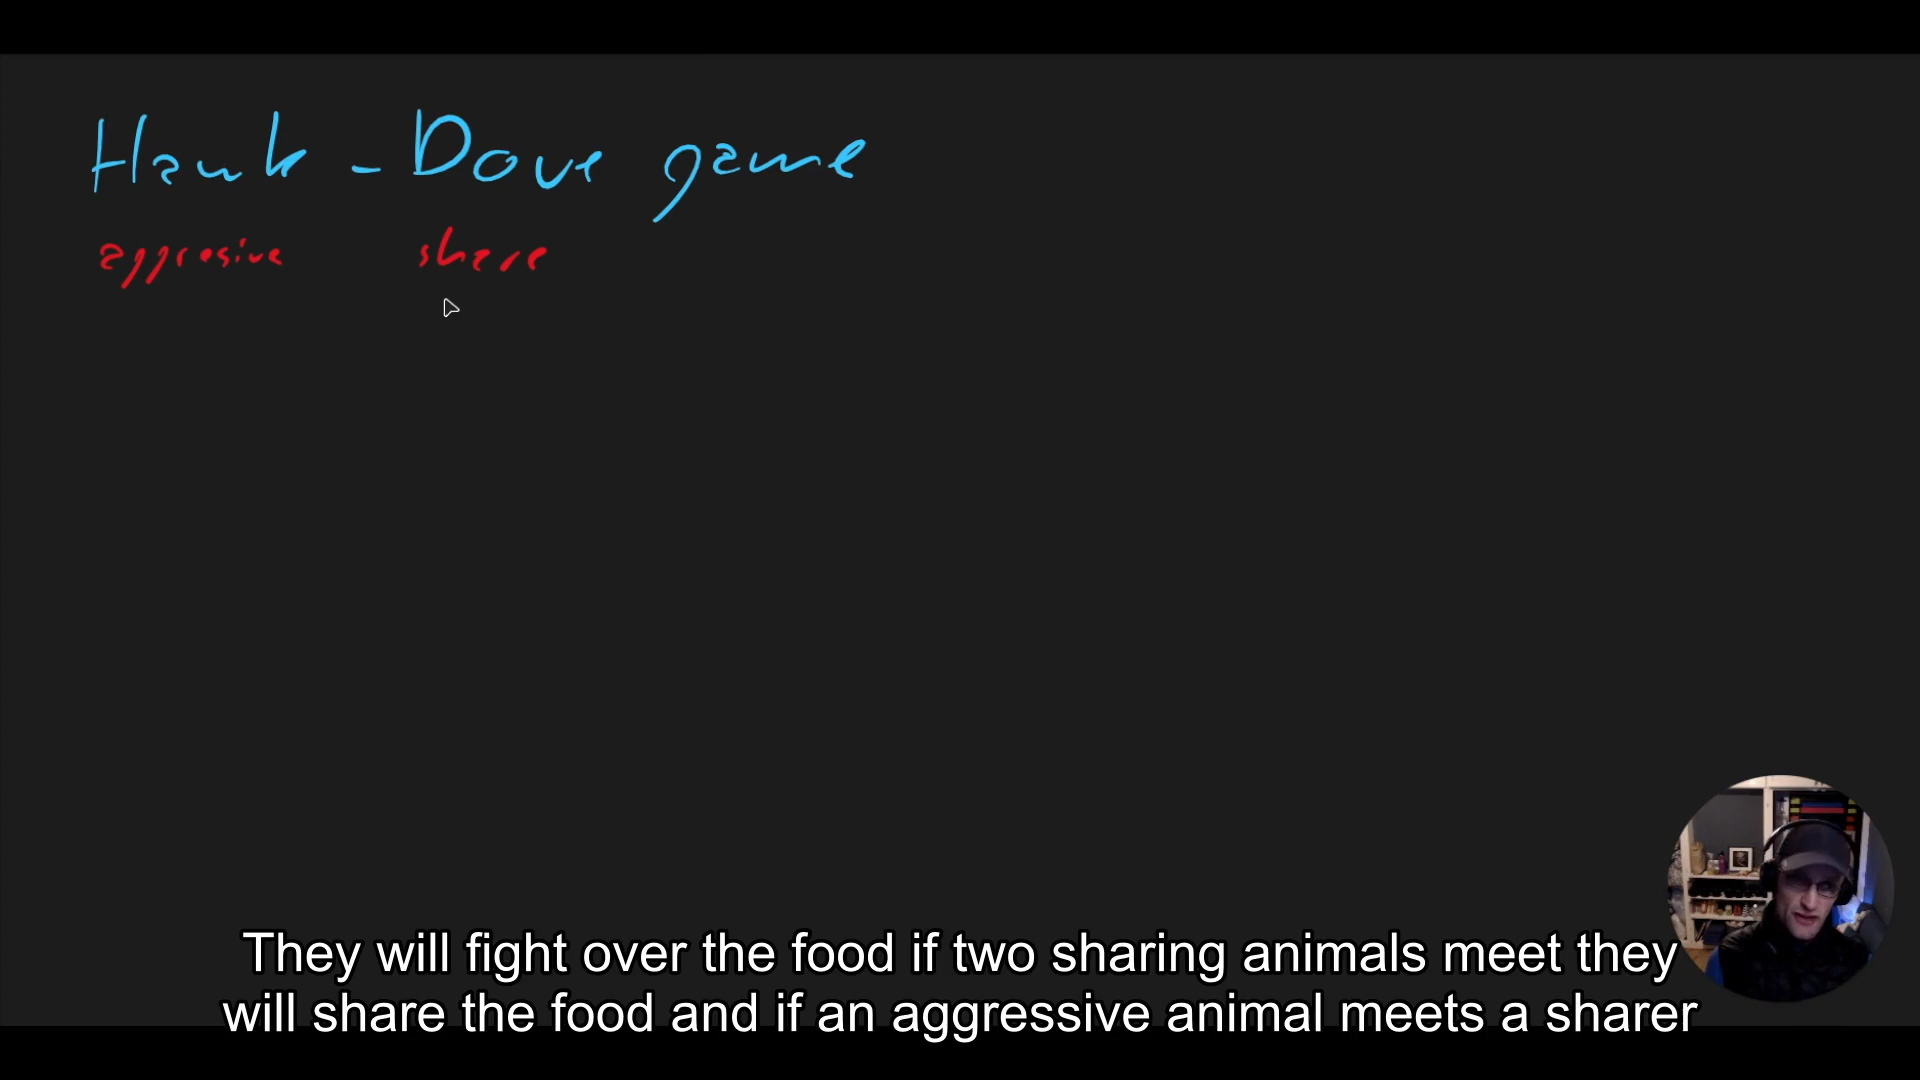 Hawk - Dove game
aggresive share
They will fight over the food if two sharing animals meet they
will share the food and if an aggressive animal meets a sharer